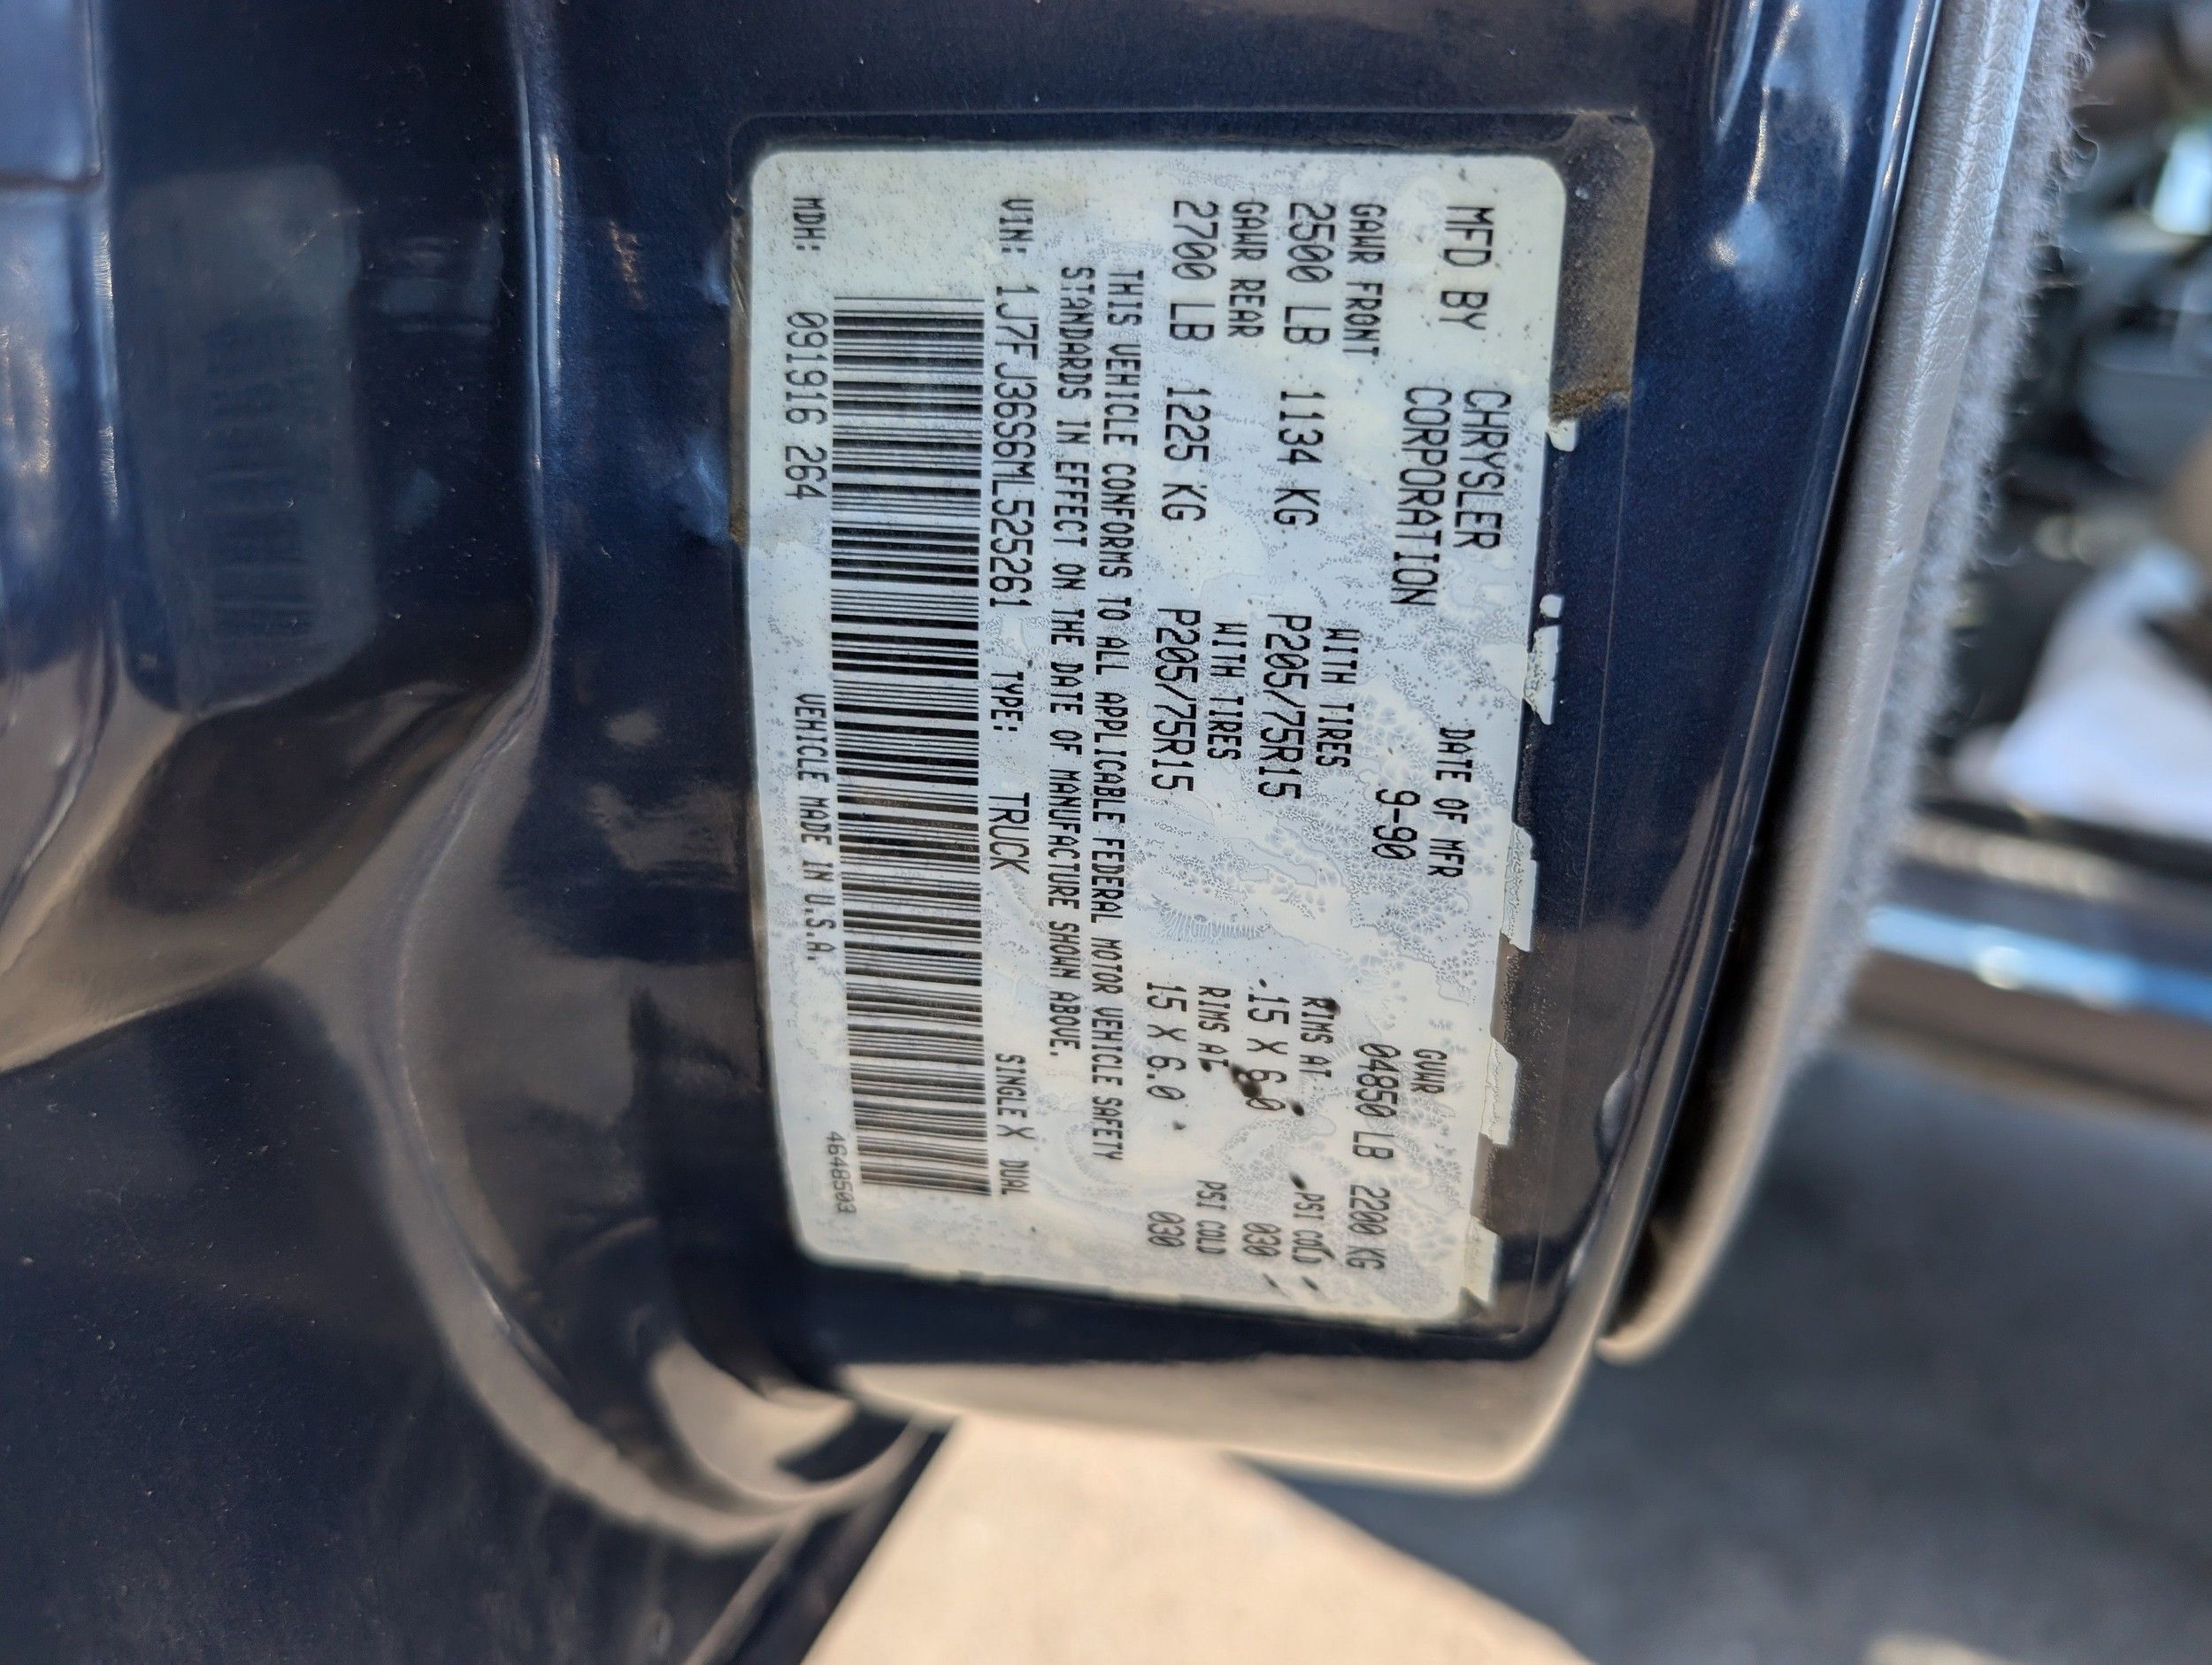 MFD BY CHRYSLER CORPORATION DATE OF MFR 9-90 GVWR 04850 LB 2200 KG
GAWR FRONT WITH TIRES RIMS AT PSI COLD
2500 LB 1134 KG P205/75R15 15 X 6.0 030
GAWR REAR WITH TIRES RIMS AT PSI COLD
2700 LB 1225 KG P205/75R15 15 X 6.0 030
THIS VEHICLE CONFORMS TO ALL APPLICABLE FEDERAL MOTOR VEHICLE SAFETY
STANDARDS IN EFFECT ON THE DATE OF MANUFACTURE SHOWN ABOVE.
VIN: 1J7FJ36S6ML525261 TYPE: TRUCK SINGLE X DUAL
MDH: 091916 264 VEHICLE MADE IN U.S.A. 4648503